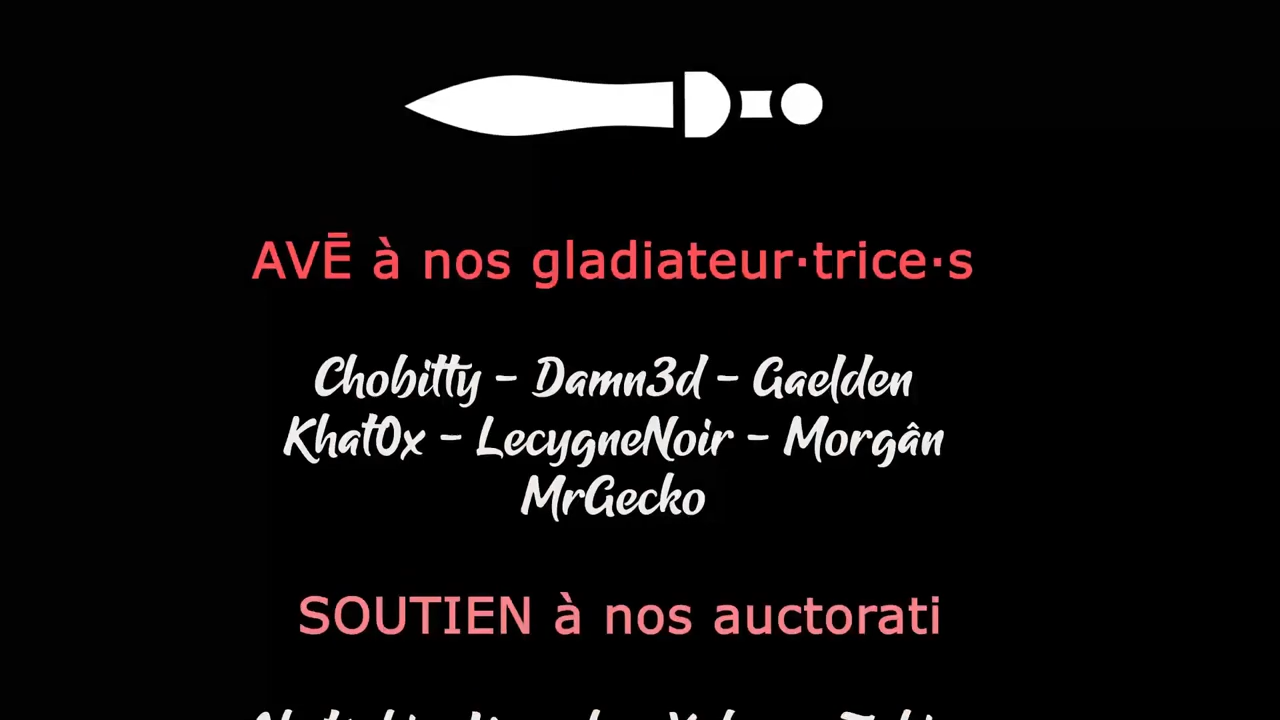 AVĒ à nos gladiateur·trice·s
Chobitty - Damn3d - Gaelden
Khat0x - LecygneNoir - Morgân
MrGecko
SOUTIEN à nos auctorati